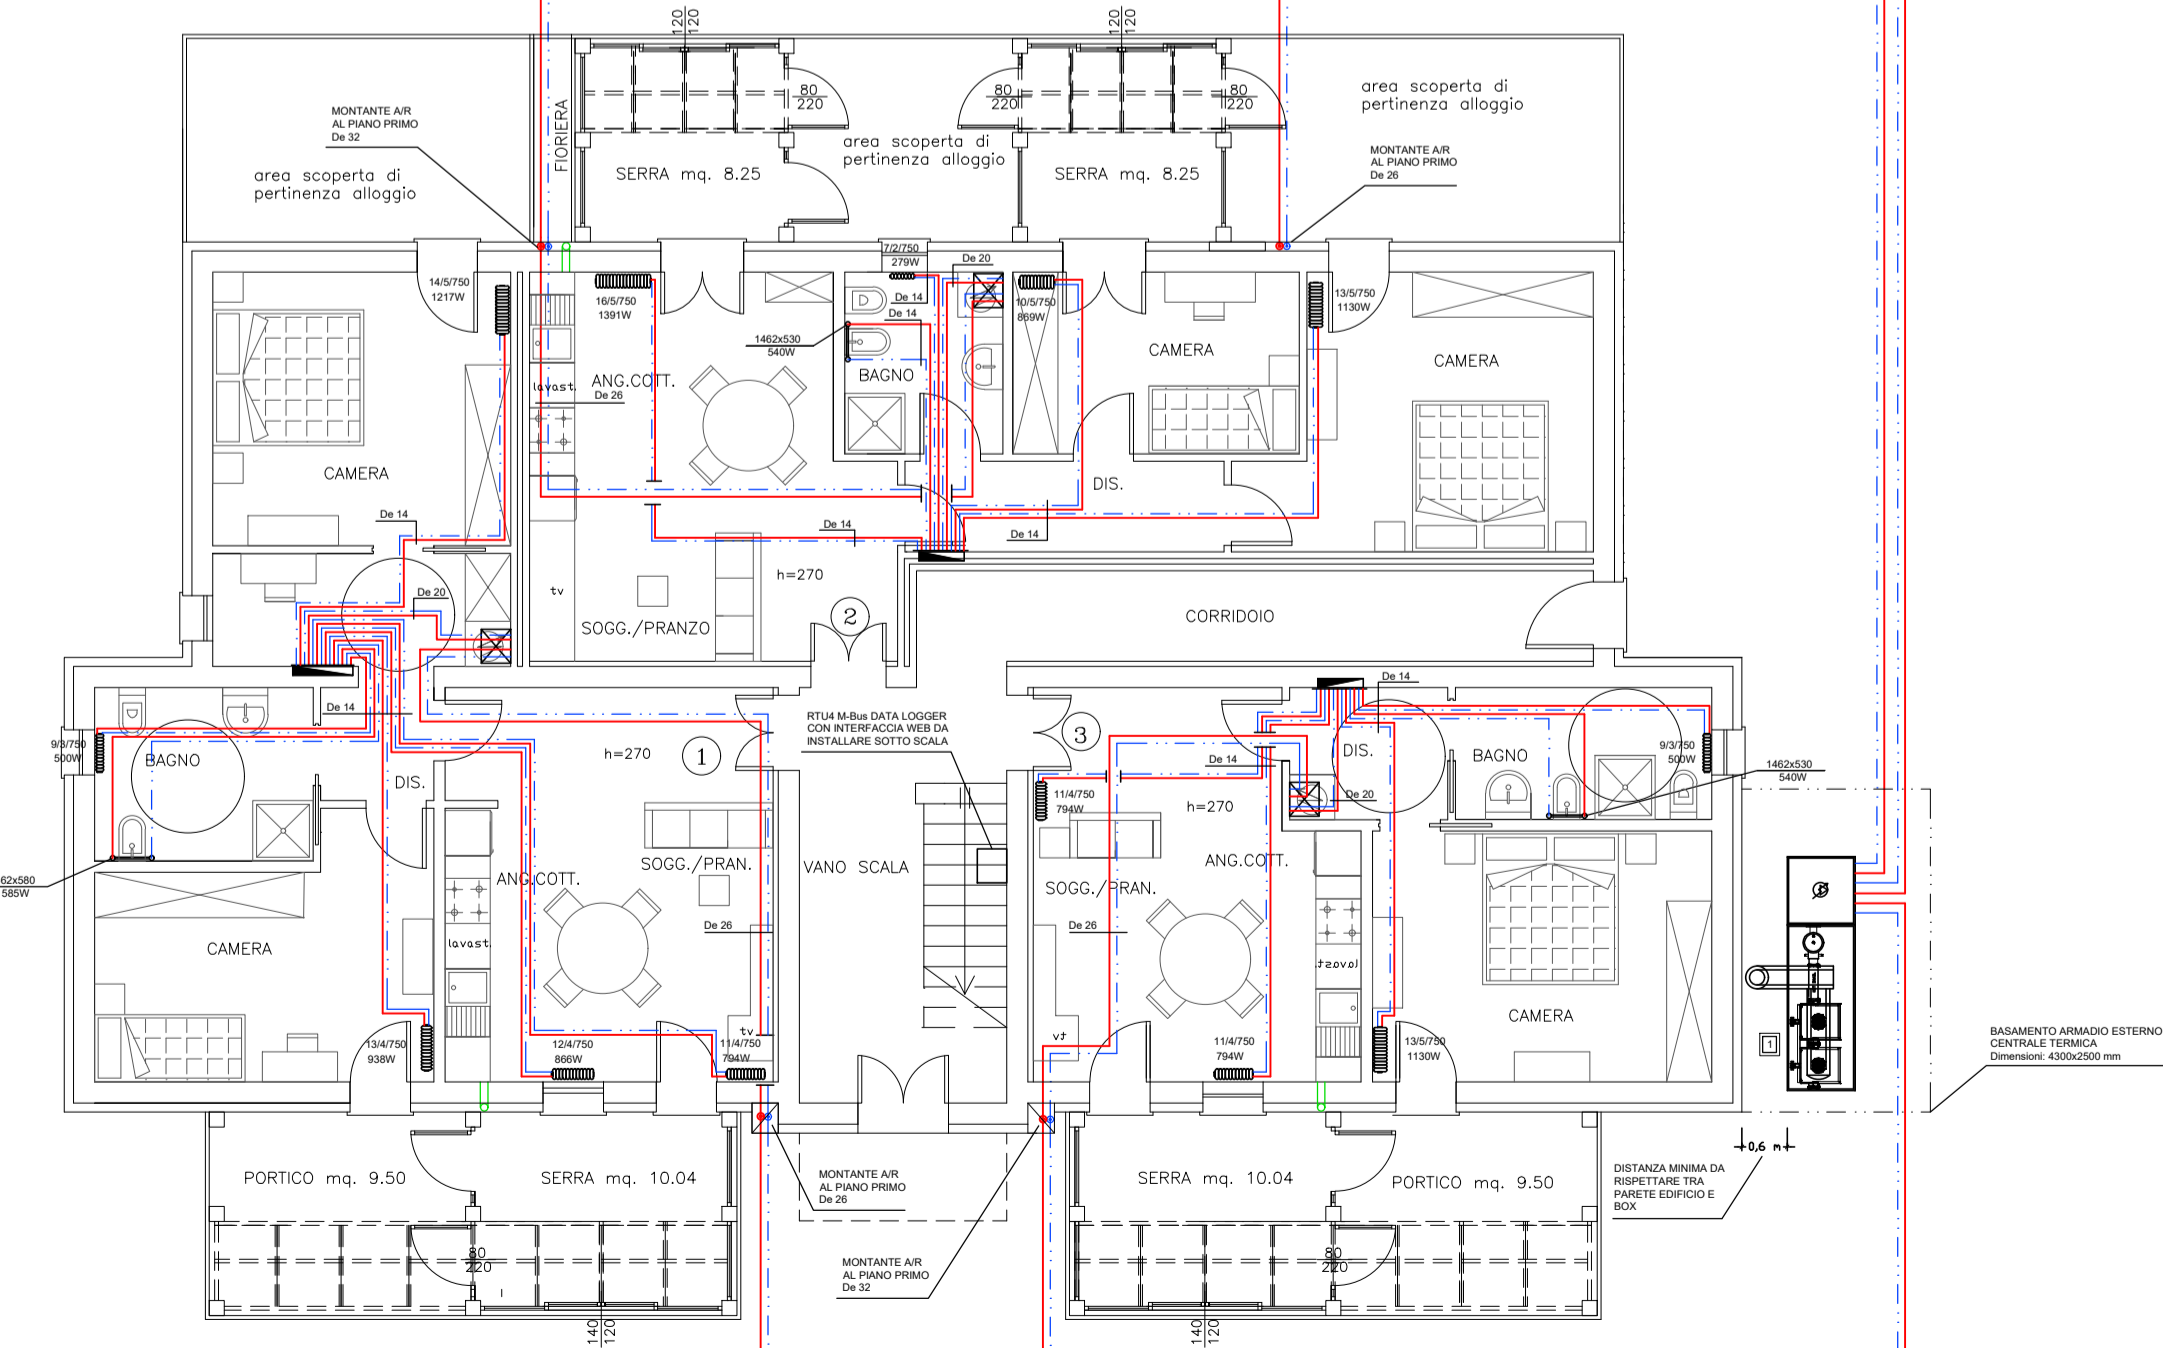 120
120
120
120
MONTANTE A/R
AL PIANO PRIMO
De 32
area scoperta di
pertinenza alloggio
FIORIERA
SERRA mq. 8.25
80
220
area scoperta di
pertinenza alloggio
80
220
SERRA mq. 8.25
80
220
area scoperta di
pertinenza alloggio
MONTANTE A/R
AL PIANO PRIMO
De 26
14/5/750
1217W
16/5/750
1391W
7/2/750
279W
De 20
De 14
De 14
1462x530
540W
10/5/750
869W
13/5/750
1130W
CAMERA
CAMERA
BAGNO
lavast.
ANG.COTT.
De 26
CAMERA
DIS.
De 14
De 14
De 14
De 20
h=270
tv
SOGG./PRANZO
2
CORRIDOIO
De 14
De 14
RTU4 M-Bus DATA LOGGER
CON INTERFACCIA WEB DA
INSTALLARE SOTTO SCALA
9/3/750
500W
BAGNO
DIS.
h=270
1
3
De 14
DIS.
BAGNO
9/3/750
500W
1462x530
540W
11/4/750
794W
h=270
De 20
62x580
585W
ANG.COTT.
SOGG./PRAN.
VANO SCALA
SOGG./PRAN.
ANG.COTT.
De 26
De 26
CAMERA
lavast.
lavast.
CAMERA
13/4/750
938W
12/4/750
866W
tv
11/4/750
794W
tv
11/4/750
794W
13/5/750
1130W
1
BASAMENTO ARMADIO ESTERNO
CENTRALE TERMICA
Dimensioni: 4300x2500 mm
0,6 m
DISTANZA MINIMA DA
RISPETTARE TRA
PARETE EDIFICIO E
BOX
PORTICO mq. 9.50
SERRA mq. 10.04
MONTANTE A/R
AL PIANO PRIMO
De 26
SERRA mq. 10.04
PORTICO mq. 9.50
80
220
MONTANTE A/R
AL PIANO PRIMO
De 32
80
220
140
120
140
120